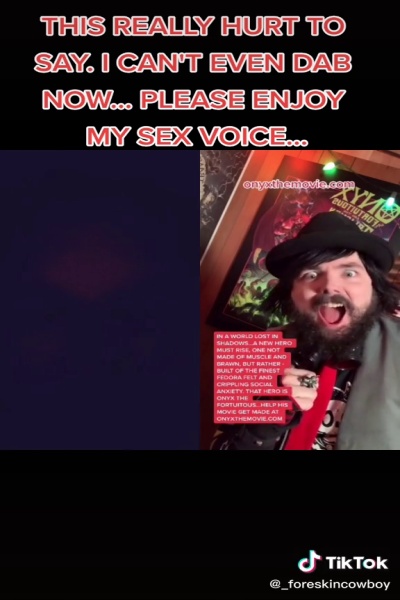 THIS REALLY HURT TO
SAY. I CAN'T EVEN DAB
NOW... PLEASE ENJOY
MY SEX VOICE...
onyxthemovie.com
IN A WORLD LOST IN
SHADOWS...A NEW HERO
MUST RISE, ONE NOT
MADE OF MUSCLE AND
BRAWN, BUT RATHER
BUILT OF THE FINEST
FEDORA FELT AND
CRIPPLING SOCIAL
ANXIETY. THAT HERO IS
ONYX THE
FORTUITOUS...HELP HIS
MOVIE GET MADE AT
ONYXTHEMOVIE.COM
TikTok
@_foreskincowboy